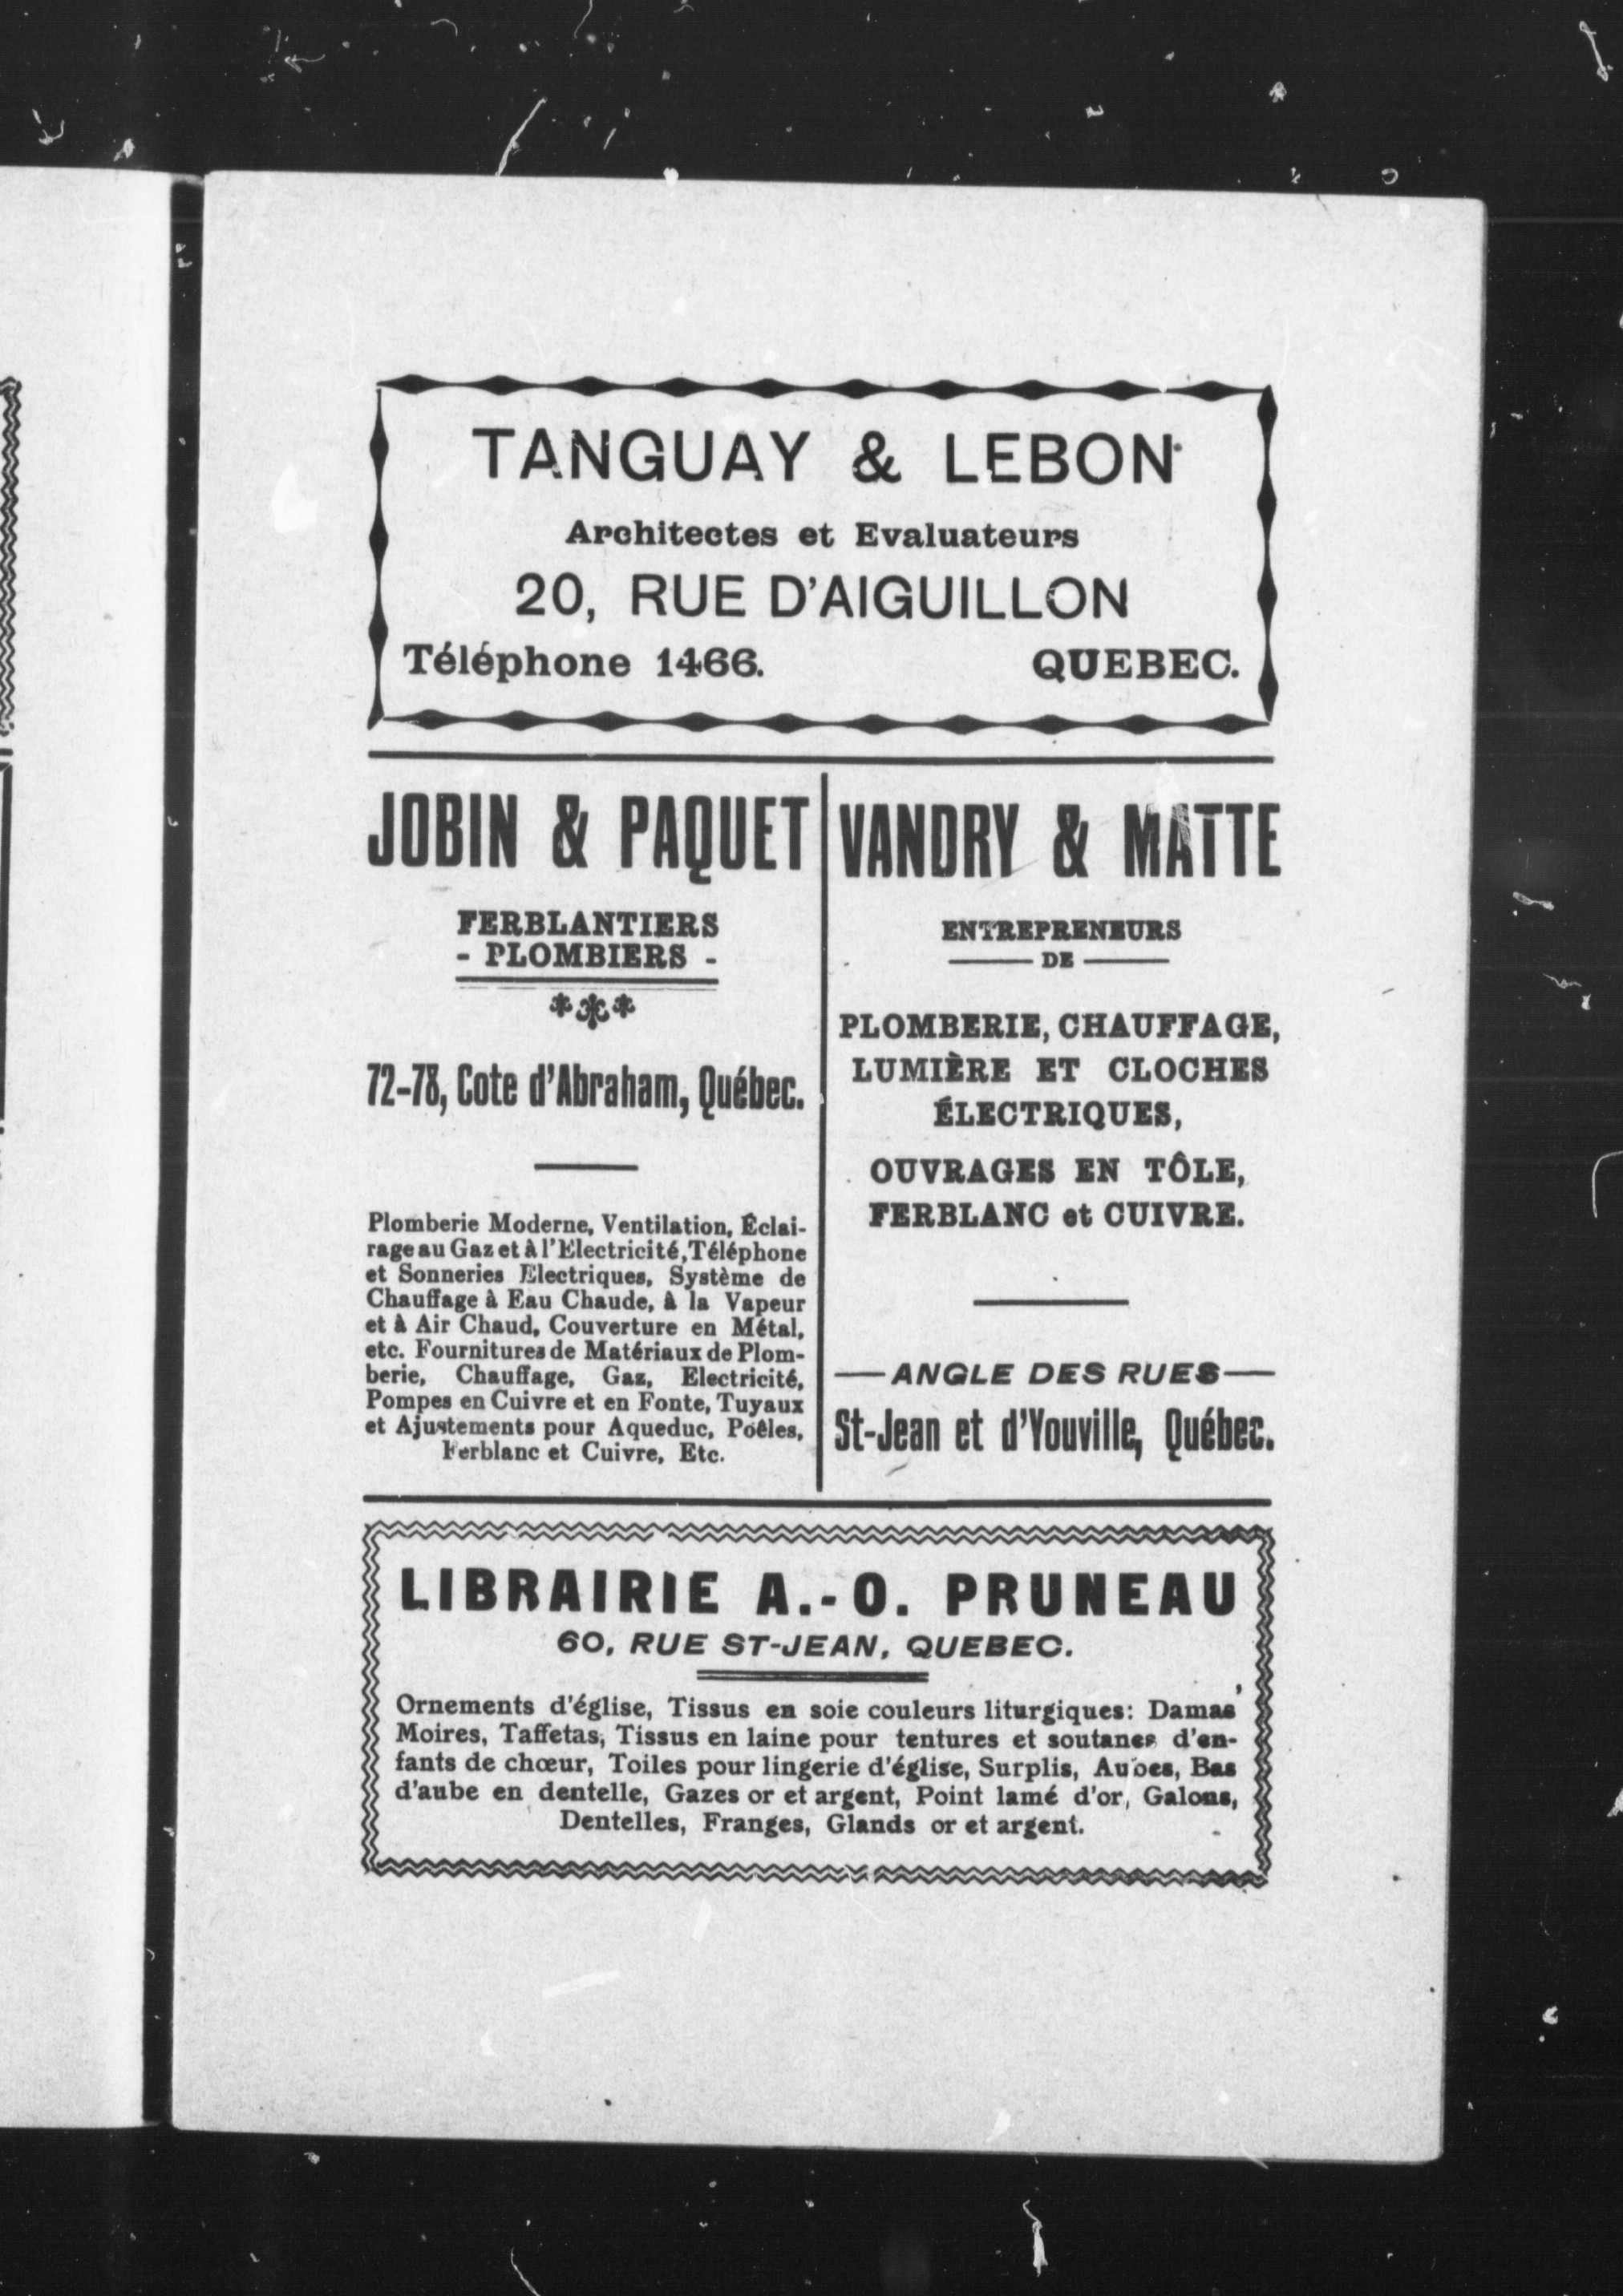 TANGUAY & LEBON
Architectes et Evaluateurs
20, RUE D'AIGUILLON
Téléphone 1466. QUEBEC.
JOBIN & PAQUET
FERBLANTIERS
- PLOMBIERS -
72-78, Cote d'Abraham, Québec.
Plomberie Moderne, Ventilation, Éclai-
rage au Gaz et à l'Electricité, Téléphone
et Sonneries Electriques, Système de
Chauffage à Eau Chaude, à la Vapeur
et à Air Chaud, Couverture en Métal,
etc. Fournitures de Matériaux de Plom-
berie, Chauffage, Gaz, Electricité,
Pompes en Cuivre et en Fonte, Tuyaux
et Ajustements pour Aqueduc, Poêles,
Ferblanc et Cuivre, Etc.
VANDRY & MATTE
ENTREPRENEURS
DE
PLOMBERIE, CHAUFFAGE,
LUMIÈRE ET CLOCHES
ÉLECTRIQUES,
OUVRAGES EN TÔLE,
FERBLANC et CUIVRE.
ANGLE DES RUES
St-Jean et d'Youville, Québec.
LIBRAIRIE A.-O. PRUNEAU
60, RUE ST-JEAN, QUEBEC.
Ornements d'église, Tissus en soie couleurs liturgiques: Damas,
Moires, Taffetas, Tissus en laine pour tentures et soutanes d'en-
fants de chœur, Toiles pour lingerie d'église, Surplis, Aubes, Bas
d'aube en dentelle, Gazes or et argent, Point lamé d'or, Galons,
Dentelles, Franges, Glands or et argent.